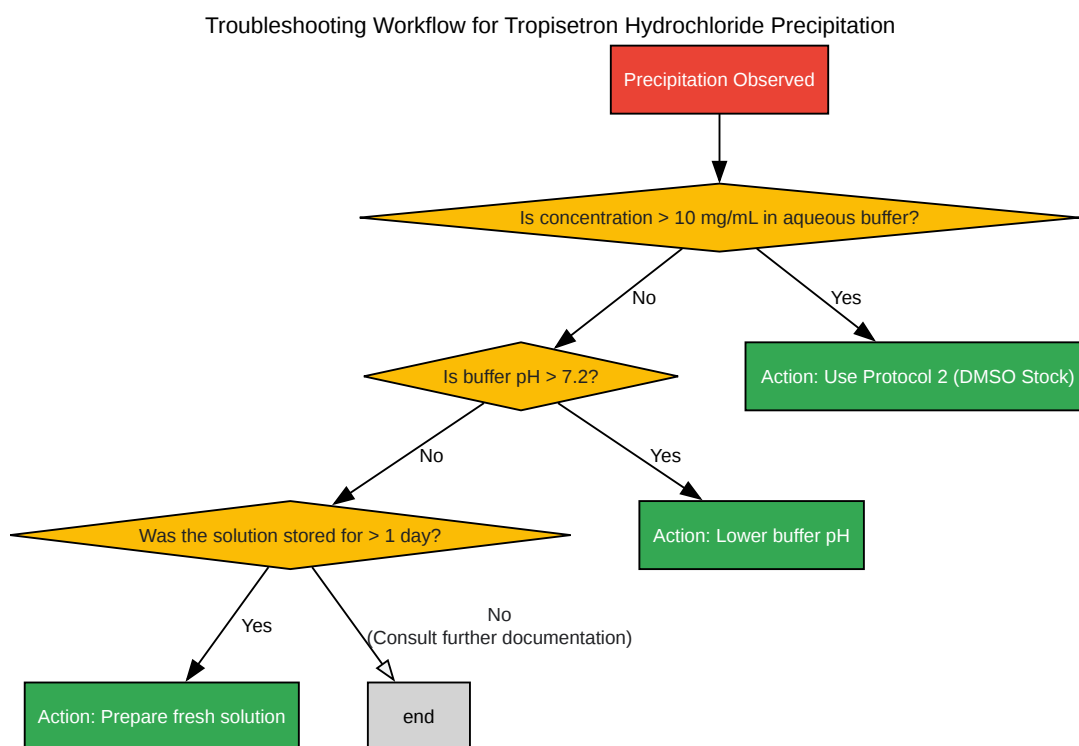 Troubleshooting Workflow for Tropisetron Hydrochloride Precipitation
Precipitation Observed
Is concentration > 10 mg/mL in aqueous buffer?
No
Yes
Is buffer pH > 7.2?
Action: Use Protocol 2 (DMSO Stock)
No
Yes
Was the solution stored for > 1 day?
Action: Lower buffer pH
Yes
No
(Consult further documentation)
Action: Prepare fresh solution
end